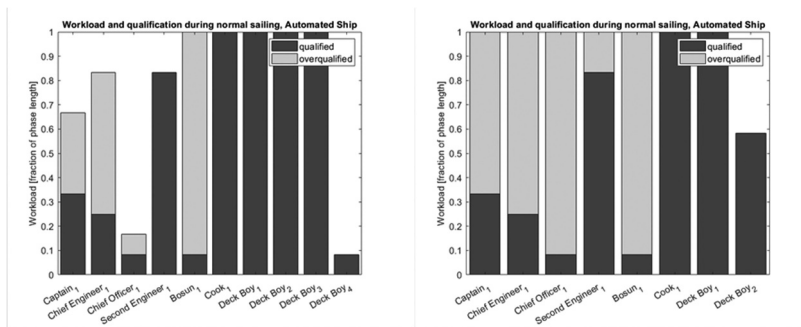 Workload and qualification during normal sailing, Automated Ship
Workload [fraction of phase length]
1
0.9
0.8
0.7
0.6
0.5
0.4
0.3
0.2
0.1
0
qualified
overqualified
Captain1
Chief Engineer1
Chief Officer1
Second Engineer1
Bosun1
Cook1
Deck Boy1
Deck Boy2
Deck Boy3
Deck Boy4
Workload and qualification during normal sailing, Automated Ship
Workload [fraction of phase length]
1
0.9
0.8
0.7
0.6
0.5
0.4
0.3
0.2
0.1
0
qualified
overqualified
Captain1
Chief Engineer1
Chief Officer1
Second Engineer1
Bosun1
Cook1
Deck Boy1
Deck Boy2